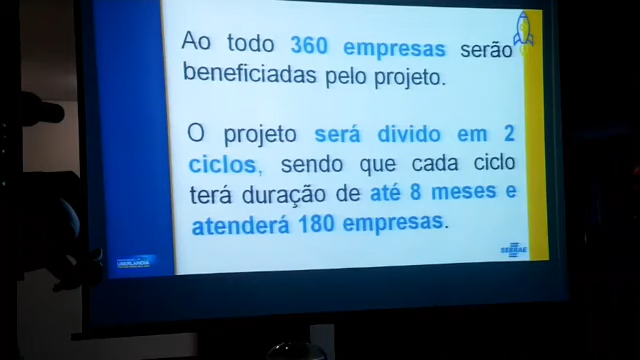 Ao todo 360 empresas serão
beneficiadas pelo projeto.
O projeto será divido em 2
ciclos, sendo que cada ciclo
terá duração de até 8 meses e
atenderá 180 empresas.
UBERLÂNDIA
SEBRAE